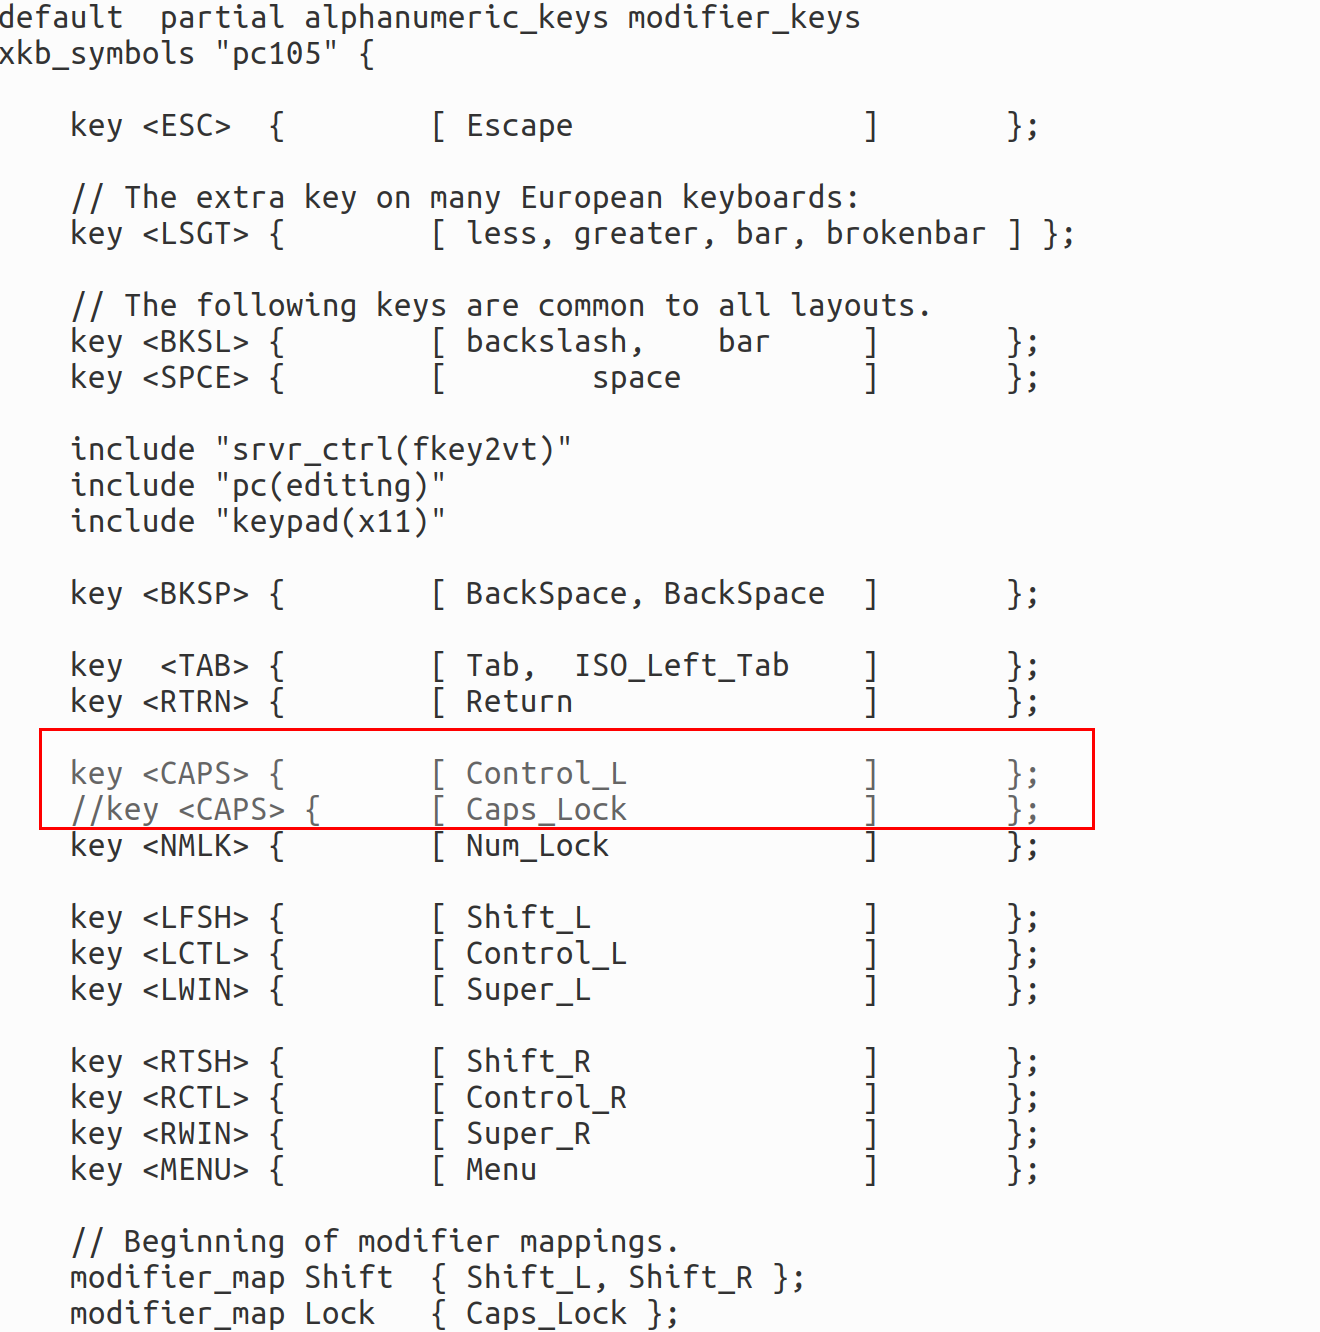 default  partial alphanumeric_keys modifier_keys
xkb_symbols "pc105" {
    key <ESC>  {        [ Escape                ]       };
    // The extra key on many European keyboards:
    key <LSGT> {        [ less, greater, bar, brokenbar ] };
    // The following keys are common to all layouts.
    key <BKSL> {        [ backslash,    bar     ]       };
    key <SPCE> {        [        space          ]       };
    include "srvr_ctrl(fkey2vt)"
    include "pc(editing)"
    include "keypad(x11)"
    key <BKSP> {        [ BackSpace, BackSpace  ]       };
    key  <TAB> {        [ Tab,  ISO_Left_Tab    ]       };
    key <RTRN> {        [ Return                ]       };
    key <CAPS> {        [ Control_L             ]       };
    //key <CAPS> {      [ Caps_Lock             ]       };
    key <NMLK> {        [ Num_Lock              ]       };
    key <LFSH> {        [ Shift_L               ]       };
    key <LCTL> {        [ Control_L             ]       };
    key <LWIN> {        [ Super_L               ]       };
    key <RTSH> {        [ Shift_R               ]       };
    key <RCTL> {        [ Control_R             ]       };
    key <RWIN> {        [ Super_R               ]       };
    key <MENU> {        [ Menu                  ]       };
    // Beginning of modifier mappings.
    modifier_map Shift  { Shift_L, Shift_R };
    modifier_map Lock   { Caps_Lock };